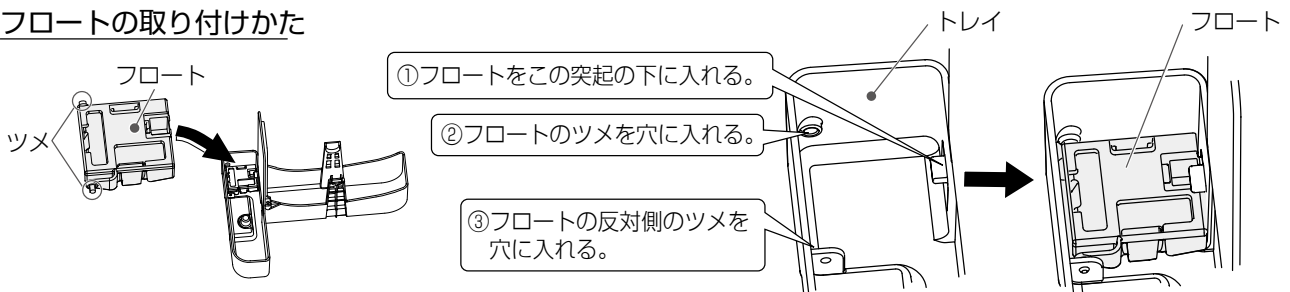 フロートの取り付けかた
フロート
ツメ
①フロートをこの突起の下に入れる。
②フロートのツメを穴に入れる。
③フロートの反対側のツメを
穴に入れる。
トレイ
フロート